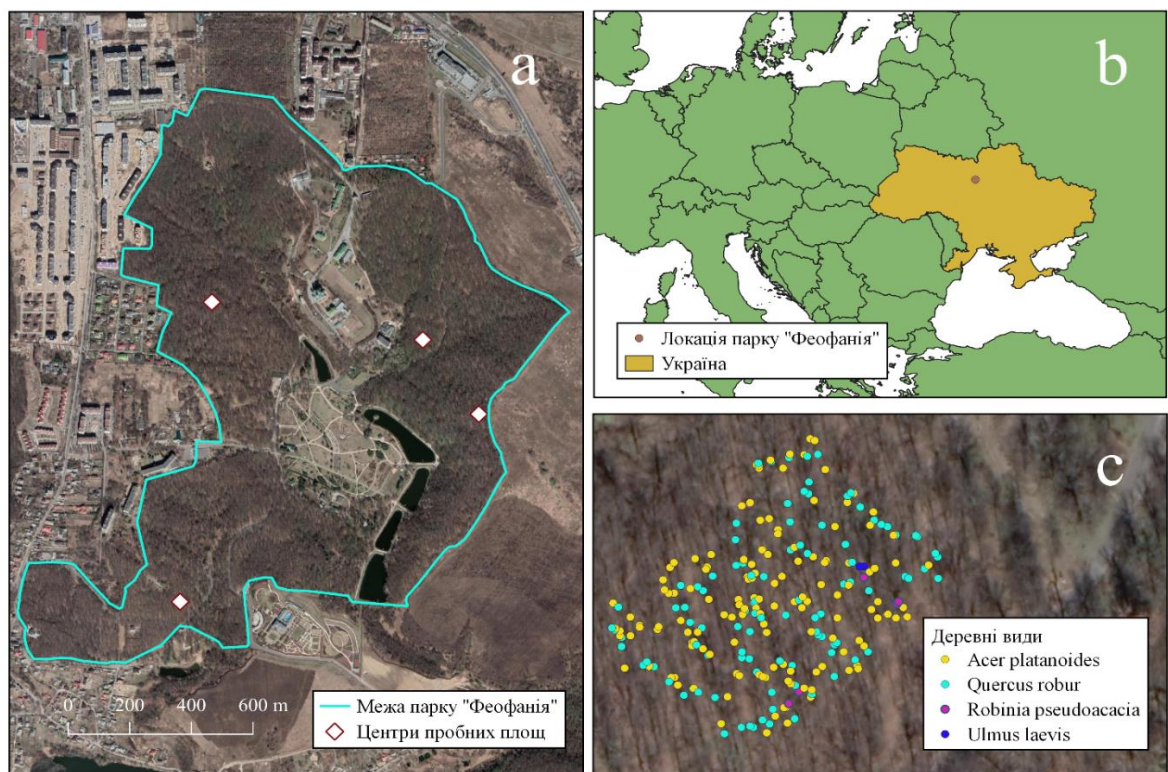 a
0 200 400 600 m
Межа парку "Феофанія"
Центри пробних площ
b
Локація парку "Феофанія"
Україна
c
Деревні види
Acer platanoides
Quercus robur
Robinia pseudoacacia
Ulmus laevis